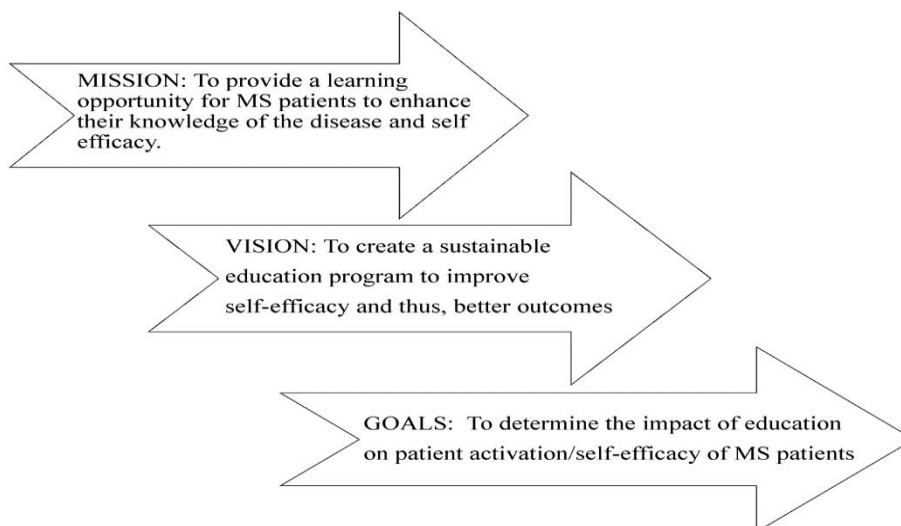 MISSION: To provide a learning
opportunity for MS patients to enhance
their knowledge of the disease and self
efficacy.
VISION: To create a sustainable
education program to improve
self-efficacy and thus, better outcomes
GOALS: To determine the impact of education
on patient activation/self-efficacy of MS patients